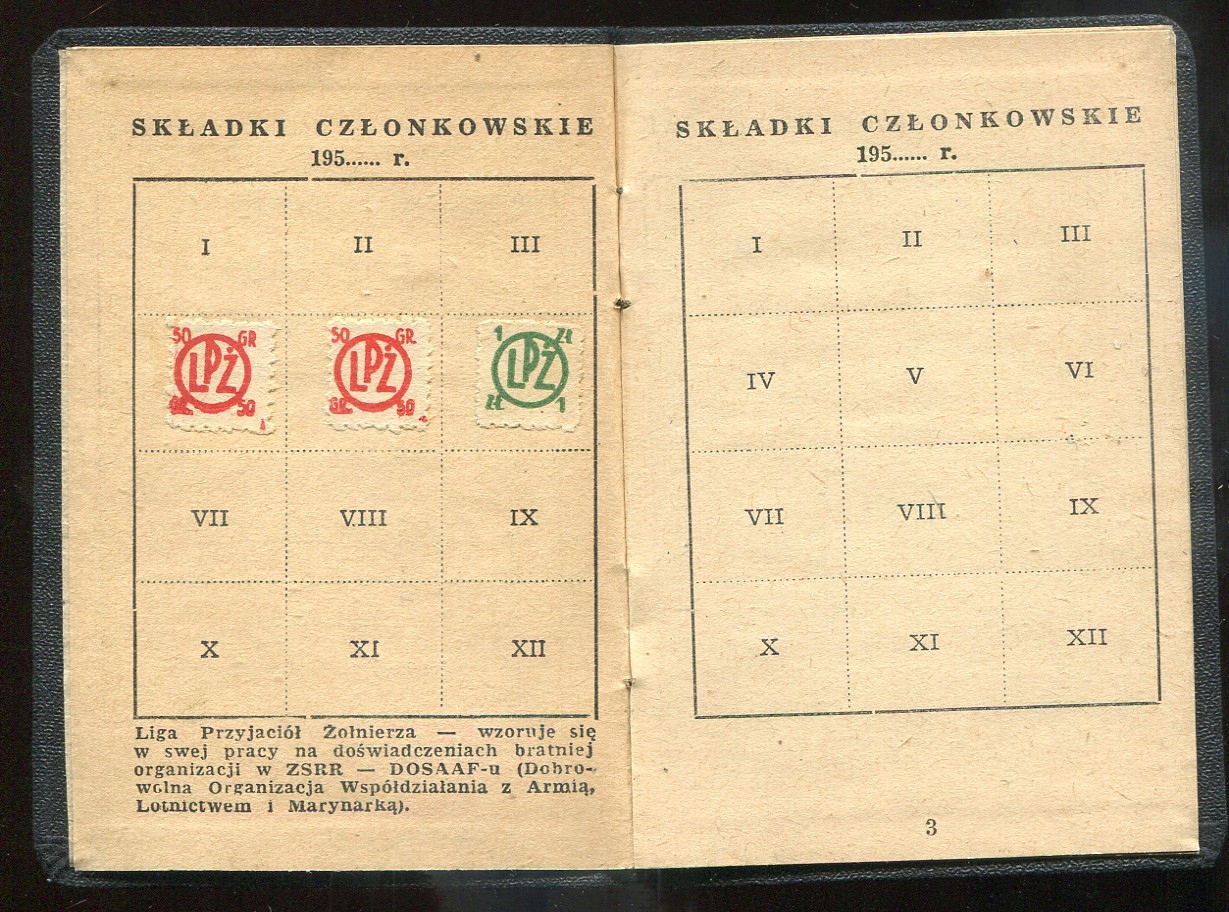 SKŁADKI CZŁONKOWSKIE
195...... r.
I II III
50 GR LPŻ GR. 50
50 GR. LPŻ GR. 50
1 Zł LPŻ Zł 1
VII VIII IX
X XI XII
Liga Przyjaciół Żołnierza — wzoruje się
w swej pracy na doświadczeniach bratniej
organizacji w ZSRR — DOSAAF-u (Dobro-
wolna Organizacja Współdziałania z Armią,
Lotnictwem i Marynarką).
SKŁADKI CZŁONKOWSKIE
195...... r.
I II III
IV V VI
VII VIII IX
X XI XII
3